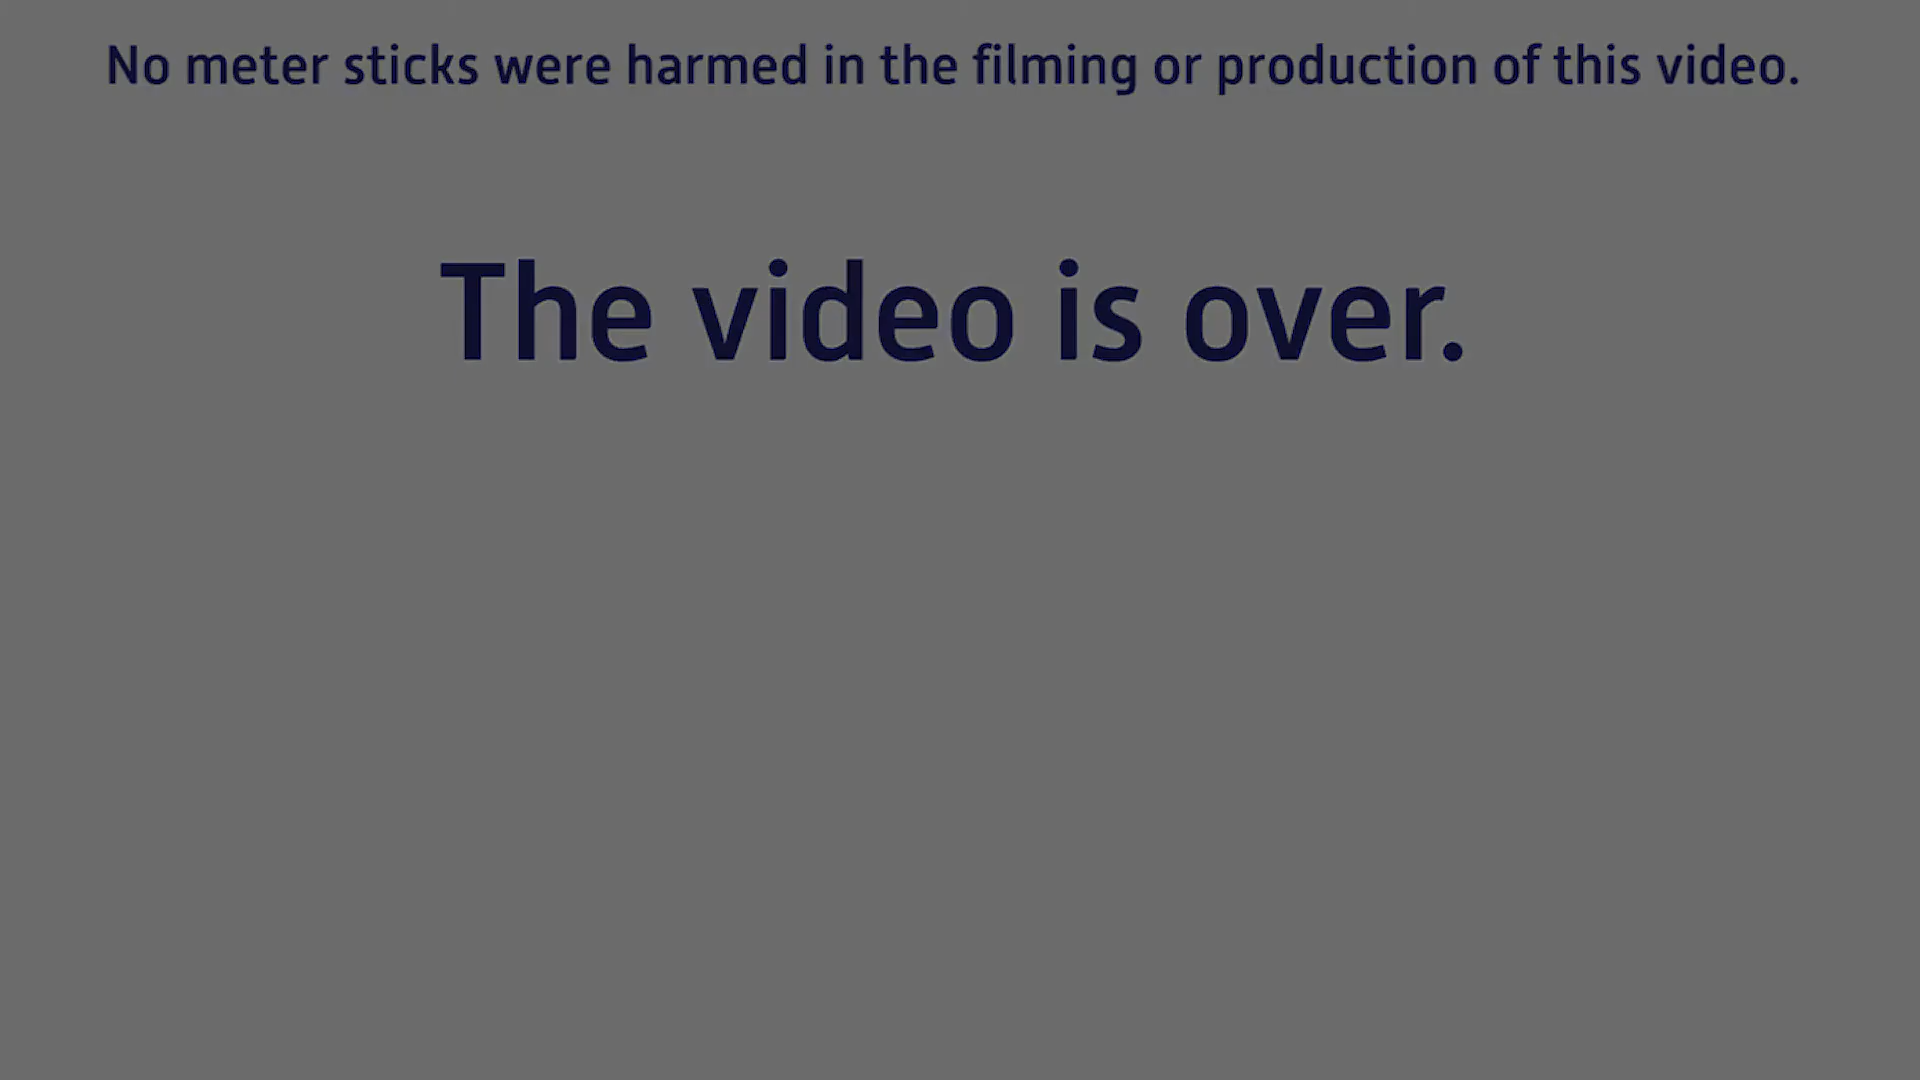 No meter sticks were harmed in the filming or production of this video.
The video is over.